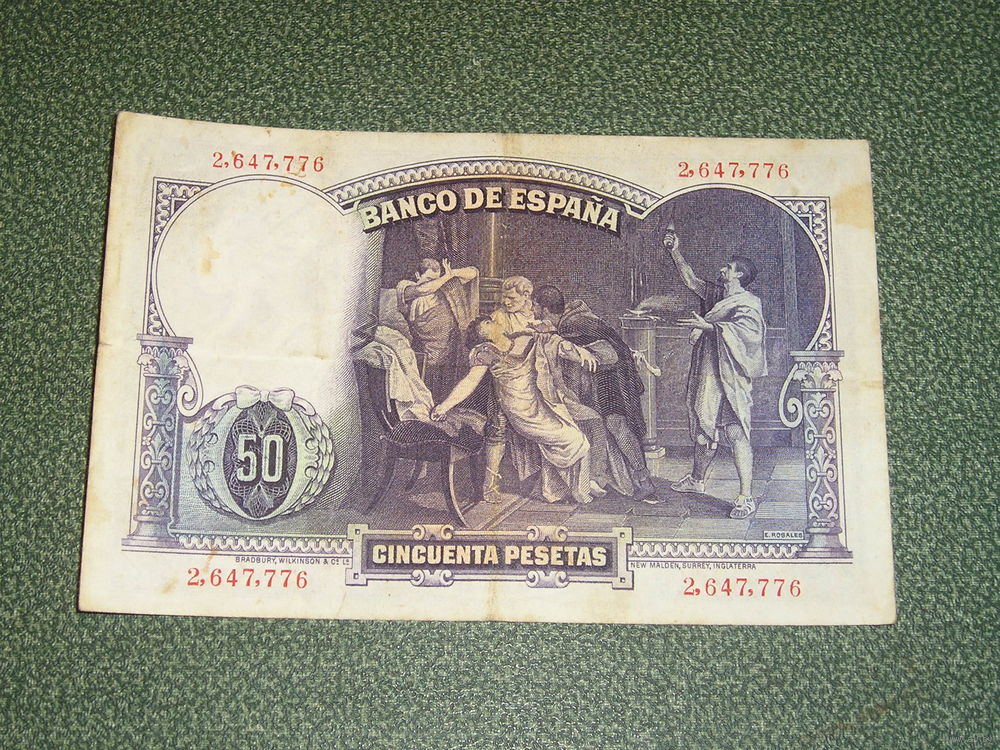 2,647,776
2,647,776
BANCO DE ESPAÑA
50
E. ROSALES
CINCUENTA PESETAS
BRADBURY, WILKINSON & Cº Lº
NEW MALDEN, SURREY, INGLATERRA
2,647,776
2,647,776